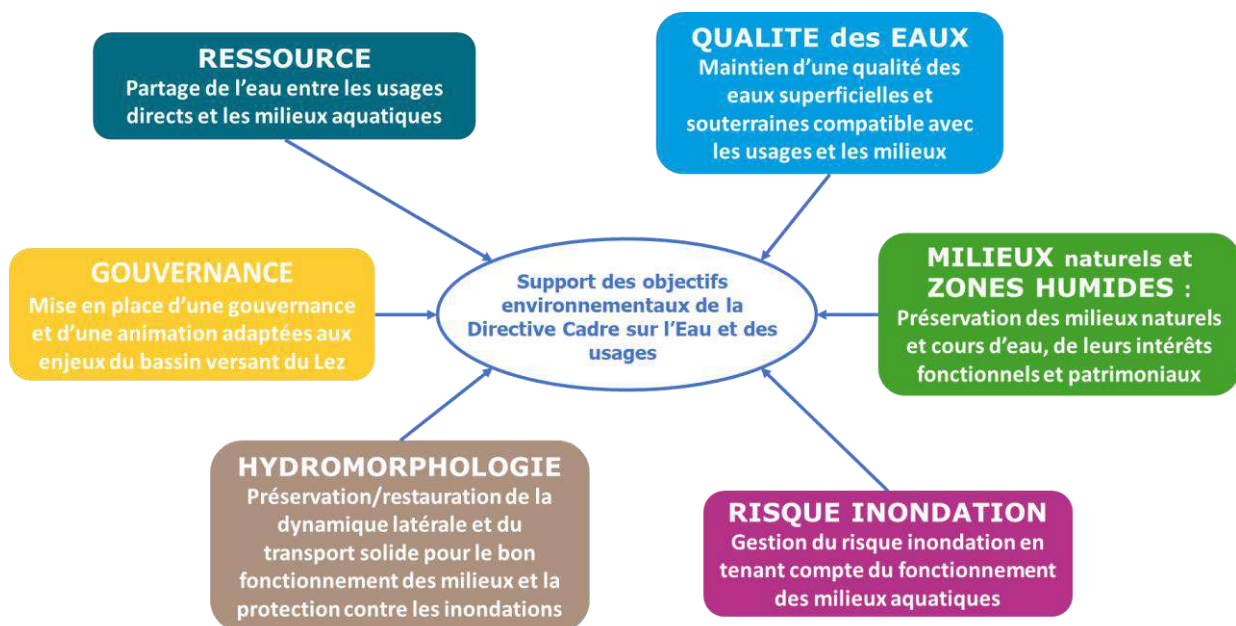 RESSOURCE
Partage de l’eau entre les usages
directs et les milieux aquatiques
QUALITE des EAUX
Maintien d’une qualité des
eaux superficielles et
souterraines compatible avec
les usages et les milieux
GOUVERNANCE
Mise en place d’une gouvernance
et d’une animation adaptées aux
enjeux du bassin versant du Lez
Support des objectifs
environnementaux de la
Directive Cadre sur l’Eau et des
usages
MILIEUX naturels et
ZONES HUMIDES :
Préservation des milieux naturels
et cours d’eau, de leurs intérêts
fonctionnels et patrimoniaux
HYDROMORPHOLOGIE
Préservation/restauration de la
dynamique latérale et du
transport solide pour le bon
fonctionnement des milieux et la
protection contre les inondations
RISQUE INONDATION
Gestion du risque inondation en
tenant compte du fonctionnement
des milieux aquatiques